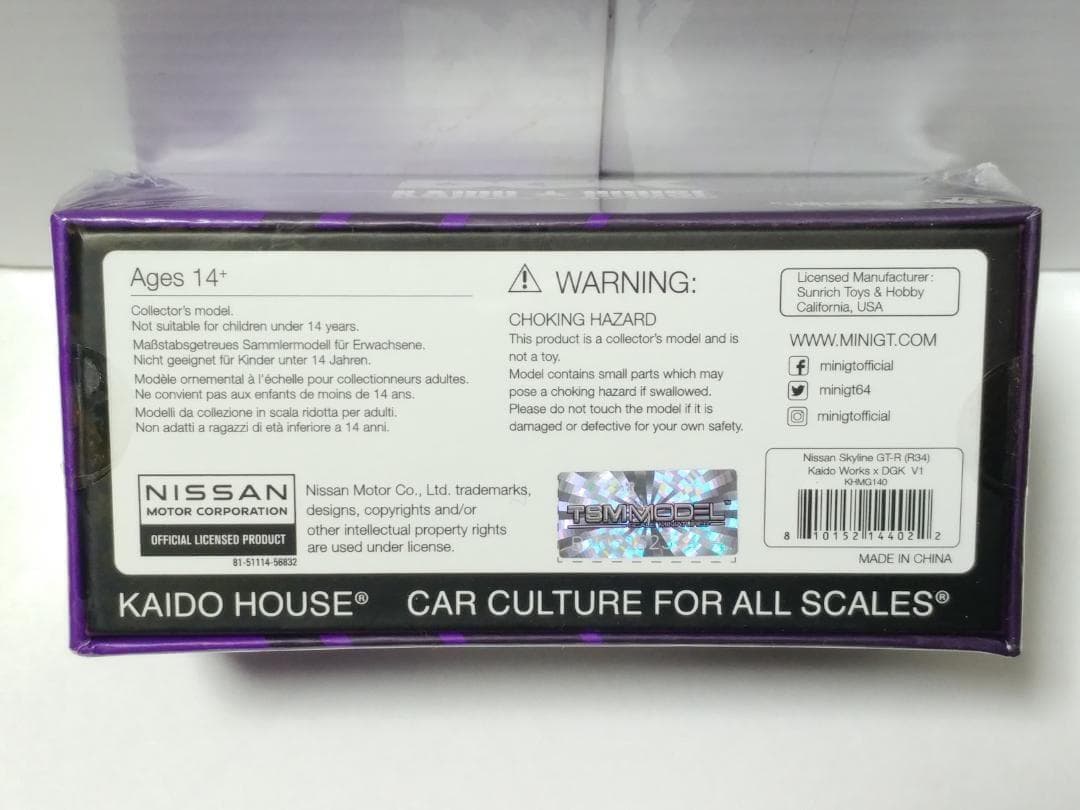 Ages 14+
Collector's model.
Not suitable for children under 14 years.
Maßstabsgetreues Sammlermodell für Erwachsene.
Nicht geeignet für Kinder unter 14 Jahren.
Modèle ornemental à l'échelle pour collectionneurs adultes.
Ne convient pas aux enfants de moins de 14 ans.
Modelli da collezione in scala ridotta per adulti.
Non adatti a ragazzi di età inferiore a 14 anni.
WARNING:
CHOKING HAZARD
This product is a collector's model and is
not a toy.
Model contains small parts which may
pose a choking hazard if swallowed.
Please do not touch the model if it is
damaged or defective for your own safety.
Licensed Manufacturer:
Sunrich Toys & Hobby
California, USA
WWW.MINIGT.COM
minigtofficial
minigt64
minigtofficial
NISSAN
MOTOR CORPORATION
OFFICIAL LICENSED PRODUCT
81-51114-56832
Nissan Motor Co., Ltd. trademarks,
designs, copyrights and/or
other intellectual property rights
are used under license.
TSMMODEL
Nissan Skyline GT-R (R34)
Kaido Works x DGK V1
KHMG140
8 10152 14402 2
MADE IN CHINA
KAIDO HOUSE® CAR CULTURE FOR ALL SCALES®